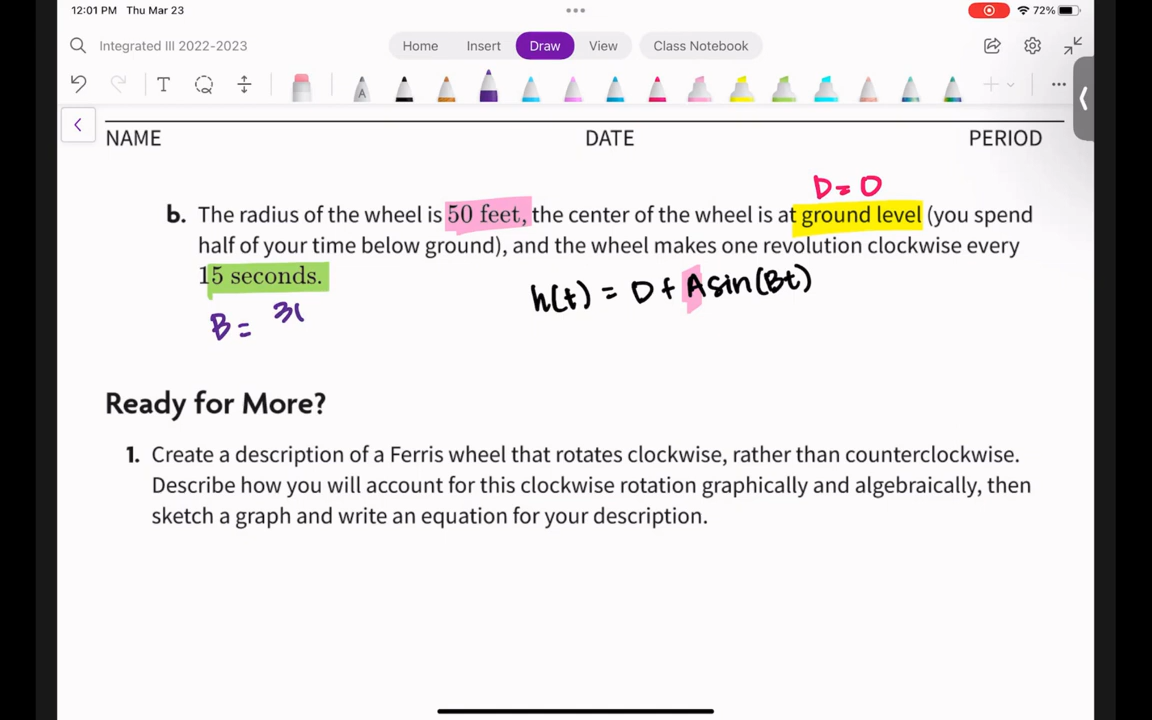 12:01 PM Thu Mar 23
72%
Integrated III 2022-2023
Home Insert Draw View Class Notebook
T A
NAME DATE PERIOD
D = 0
b. The radius of the wheel is 50 feet, the center of the wheel is at ground level (you spend
half of your time below ground), and the wheel makes one revolution clockwise every
15 seconds.
h(t) = D + A sin(Bt)
B = 3
Ready for More?
1. Create a description of a Ferris wheel that rotates clockwise, rather than counterclockwise.
Describe how you will account for this clockwise rotation graphically and algebraically, then
sketch a graph and write an equation for your description.